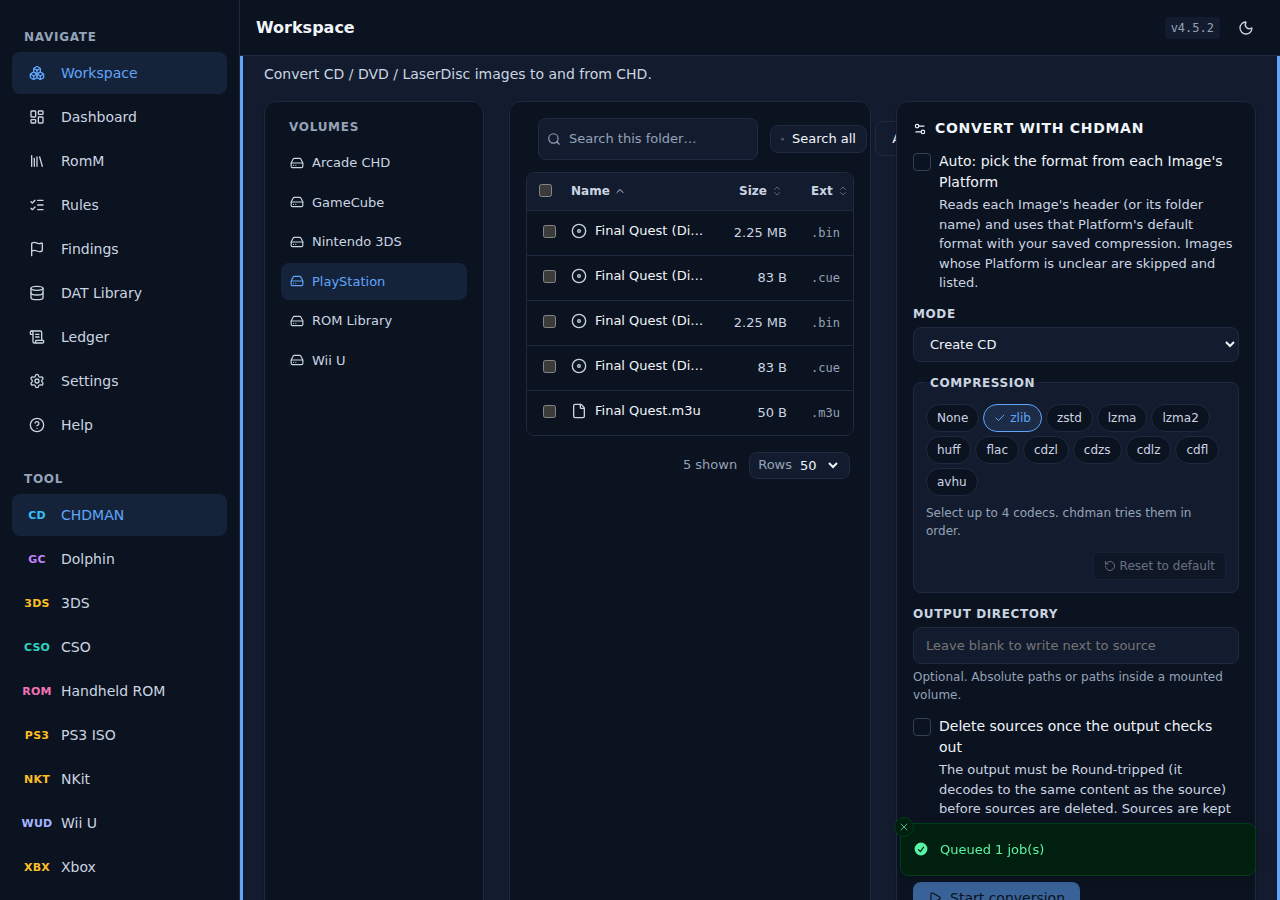 NAVIGATE
Workspace
Dashboard
RomM
Rules
Findings
DAT Library
Ledger
Settings
Help
TOOL
CD CHDMAN
GC Dolphin
3DS 3DS
CSO CSO
ROM Handheld ROM
PS3 PS3 ISO
NKT NKit
WUD Wii U
XBX Xbox
Workspace
v4.5.2
Convert CD / DVD / LaserDisc images to and from CHD.
VOLUMES
Arcade CHD
GameCube
Nintendo 3DS
PlayStation
ROM Library
Wii U
Search this folder…
Search all
Name Size Ext
Final Quest (Di… 2.25 MB .bin
Final Quest (Di… 83 B .cue
Final Quest (Di… 2.25 MB .bin
Final Quest (Di… 83 B .cue
Final Quest.m3u 50 B .m3u
5 shown Rows 50
CONVERT WITH CHDMAN
Auto: pick the format from each Image's
Platform
Reads each Image's header (or its folder
name) and uses that Platform's default
format with your saved compression. Images
whose Platform is unclear are skipped and
listed.
MODE
Create CD
COMPRESSION
None zlib zstd lzma lzma2
huff flac cdzl cdzs cdlz cdfl
avhu
Select up to 4 codecs. chdman tries them in
order.
Reset to default
OUTPUT DIRECTORY
Leave blank to write next to source
Optional. Absolute paths or paths inside a mounted
volume.
Delete sources once the output checks
out
The output must be Round-tripped (it
decodes to the same content as the source)
before sources are deleted. Sources are kept
Queued 1 job(s)
Start conversion